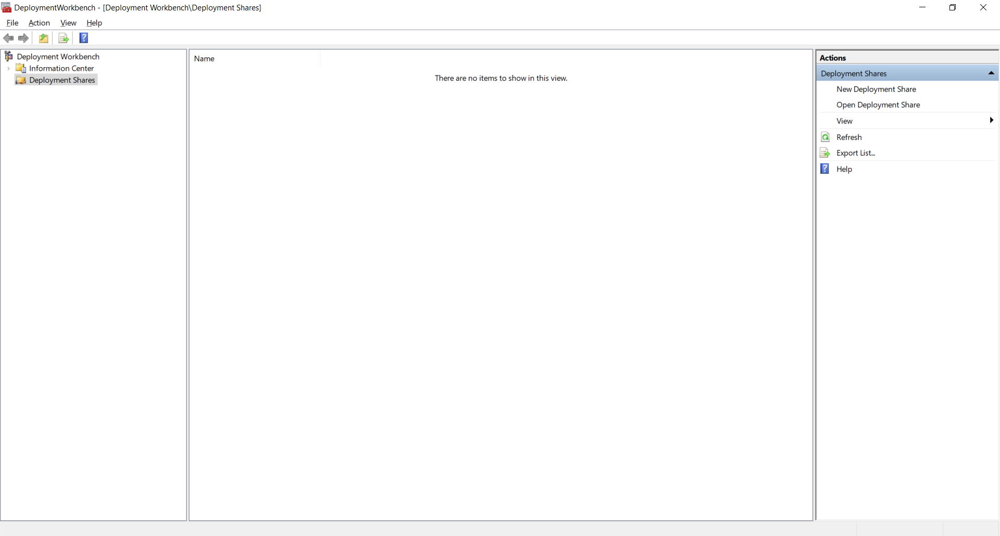 DeploymentWorkbench - [Deployment Workbench\Deployment Shares]
File Action View Help
Deployment Workbench
Information Center
Deployment Shares
Name
There are no items to show in this view.
Actions
Deployment Shares
New Deployment Share
Open Deployment Share
View
Refresh
Export List...
Help